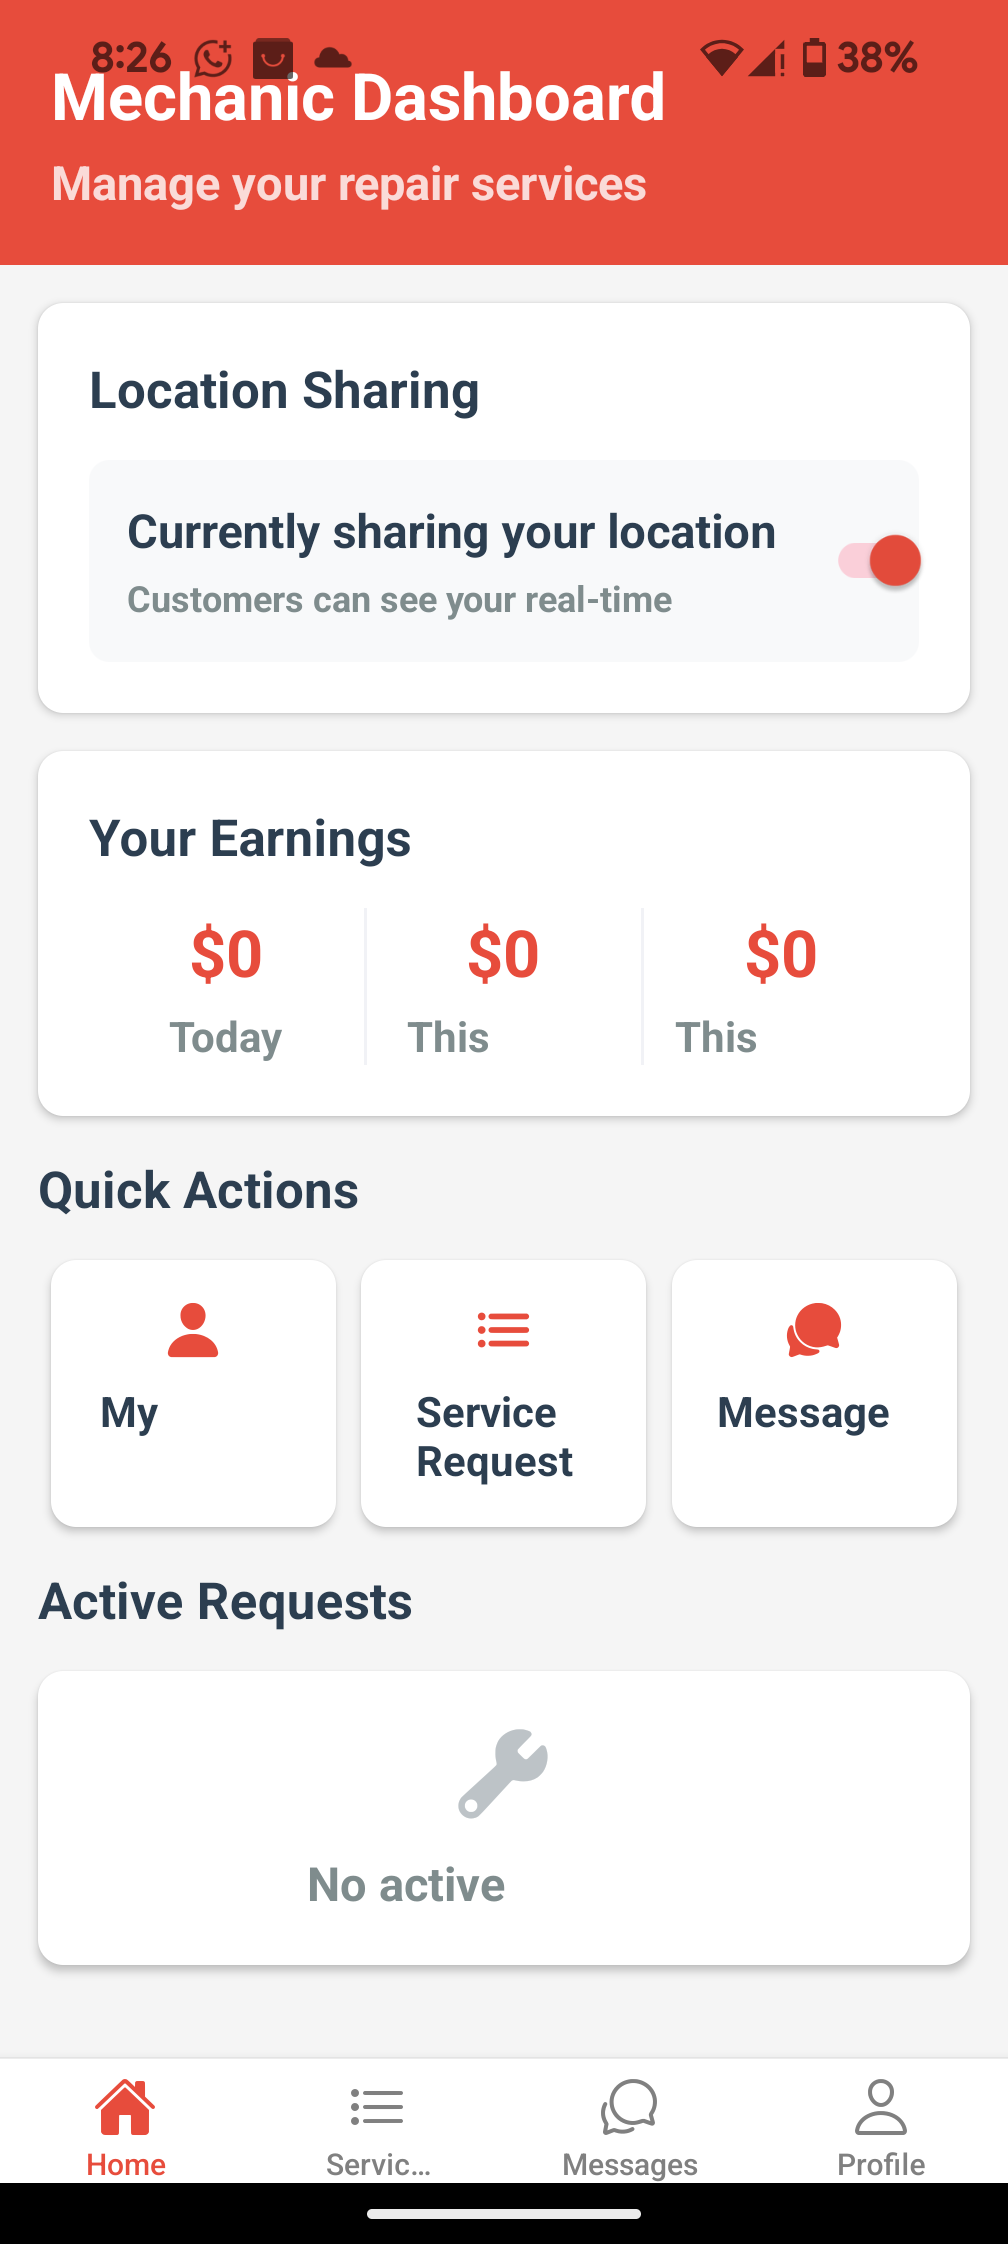 8:26
38%
Mechanic Dashboard
Manage your repair services
Location Sharing
Currently sharing your location
Customers can see your real-time
Your Earnings
$0 $0 $0
Today This This
Quick Actions
My
Service
Request
Message
Active Requests
No active
Home Servic... Messages Profile